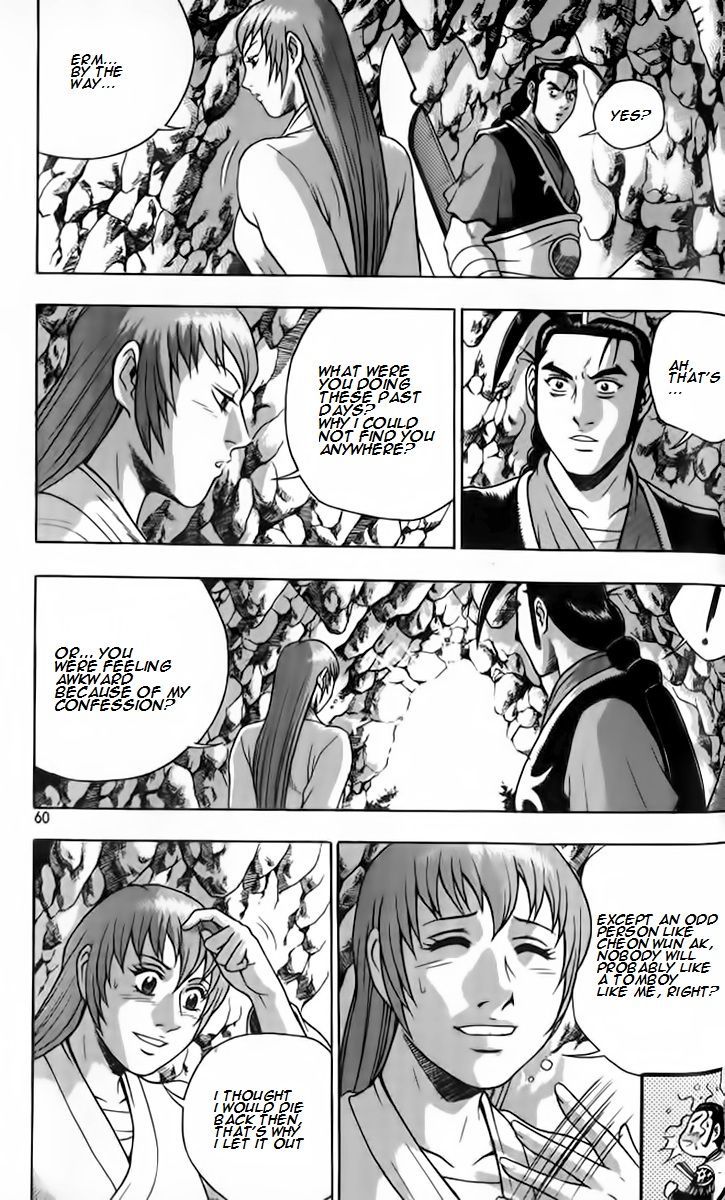 ERM...
BY THE
WAY...
YES?
WHAT WERE
YOU DOING
THESE PAST
DAYS?
WHY I COULD
NOT FIND YOU
ANYWHERE?
AH,
THAT'S
...
OR... YOU
WERE FEELING
AWKWARD
BECAUSE OF MY
CONFESSION?
!
60
I THOUGHT
I WOULD DIE
BACK THEN,
THAT'S WHY
I LET IT OUT
EXCEPT AN ODD
PERSON LIKE
CHEON WUN AK,
NOBODY WILL
PROBABLY LIKE
A TOMBOY
LIKE ME, RIGHT?